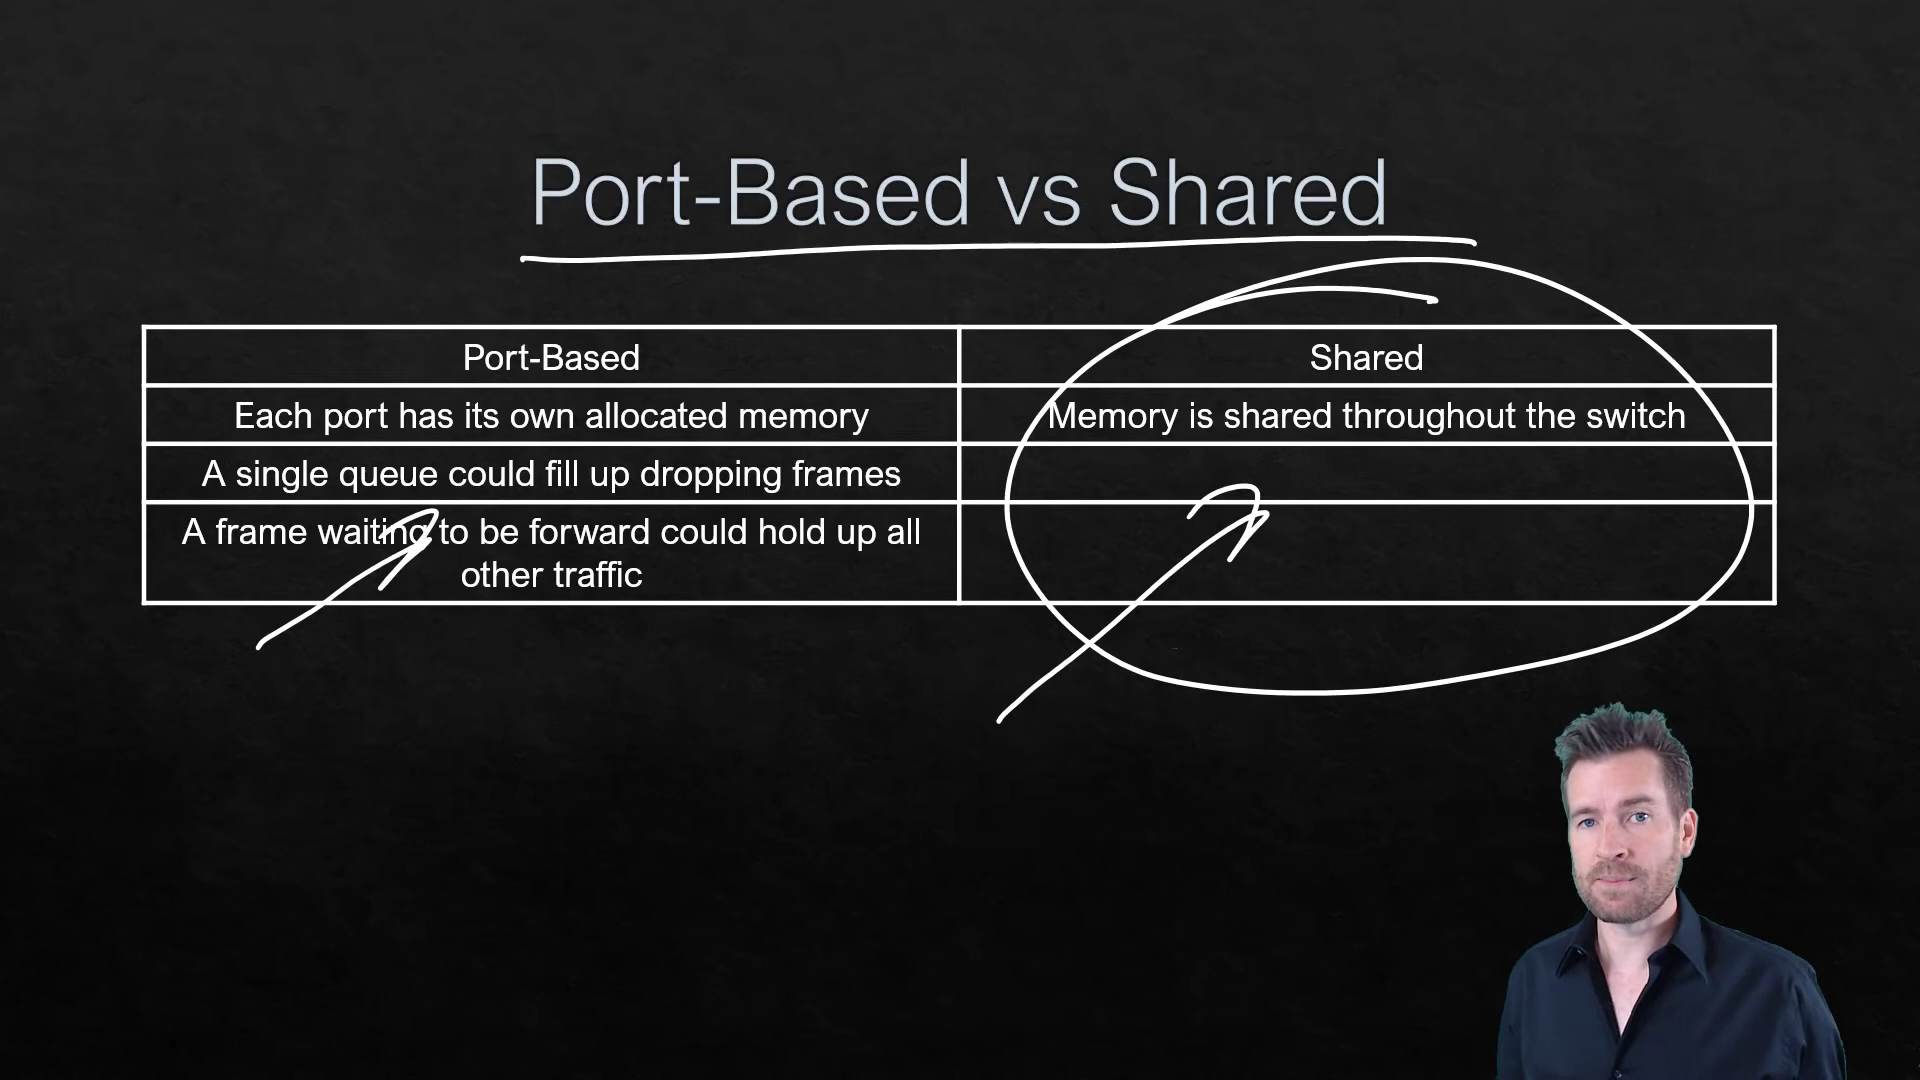 Port-Based vs Shared
Port-Based
Shared
Each port has its own allocated memory
Memory is shared throughout the switch
A single queue could fill up dropping frames
A frame waiting to be forward could hold up all
other traffic